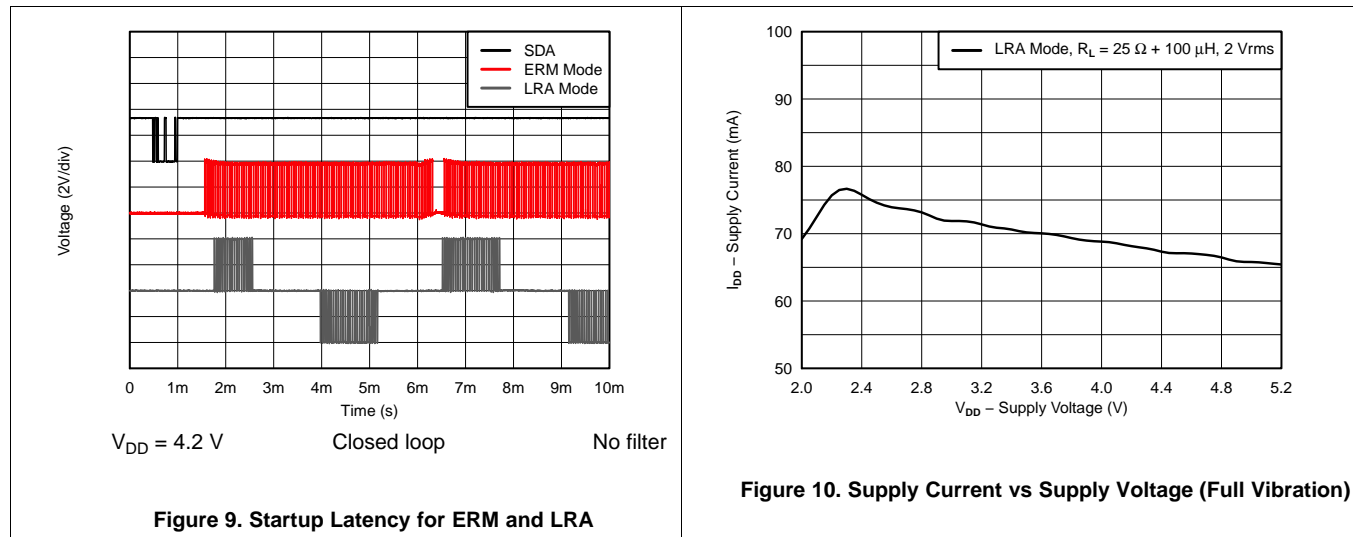 SDA
ERM Mode
LRA Mode
Voltage (2V/div)
0 1m 2m 3m 4m 5m 6m 7m 8m 9m 10m
Time (s)
V_DD = 4.2 V Closed loop No filter
Figure 9. Startup Latency for ERM and LRA
LRA Mode, R_L = 25 Ω + 100 μH, 2 Vrms
100
90
80
70
60
50
I_DD – Supply Current (mA)
2.0 2.4 2.8 3.2 3.6 4.0 4.4 4.8 5.2
V_DD – Supply Voltage (V)
Figure 10. Supply Current vs Supply Voltage (Full Vibration)